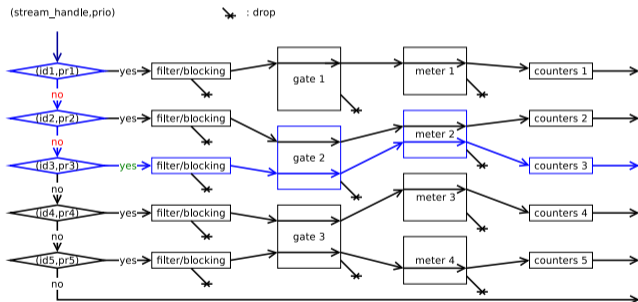 (stream_handle,prio)
: drop
(id1,pr1) yes filter/blocking gate 1 meter 1 counters 1
no
(id2,pr2) yes filter/blocking gate 2 meter 2 counters 2
no
(id3,pr3) yes filter/blocking counters 3
no
meter 3
(id4,pr4) yes filter/blocking gate 3 counters 4
no
(id5,pr5) yes filter/blocking meter 4 counters 5
no